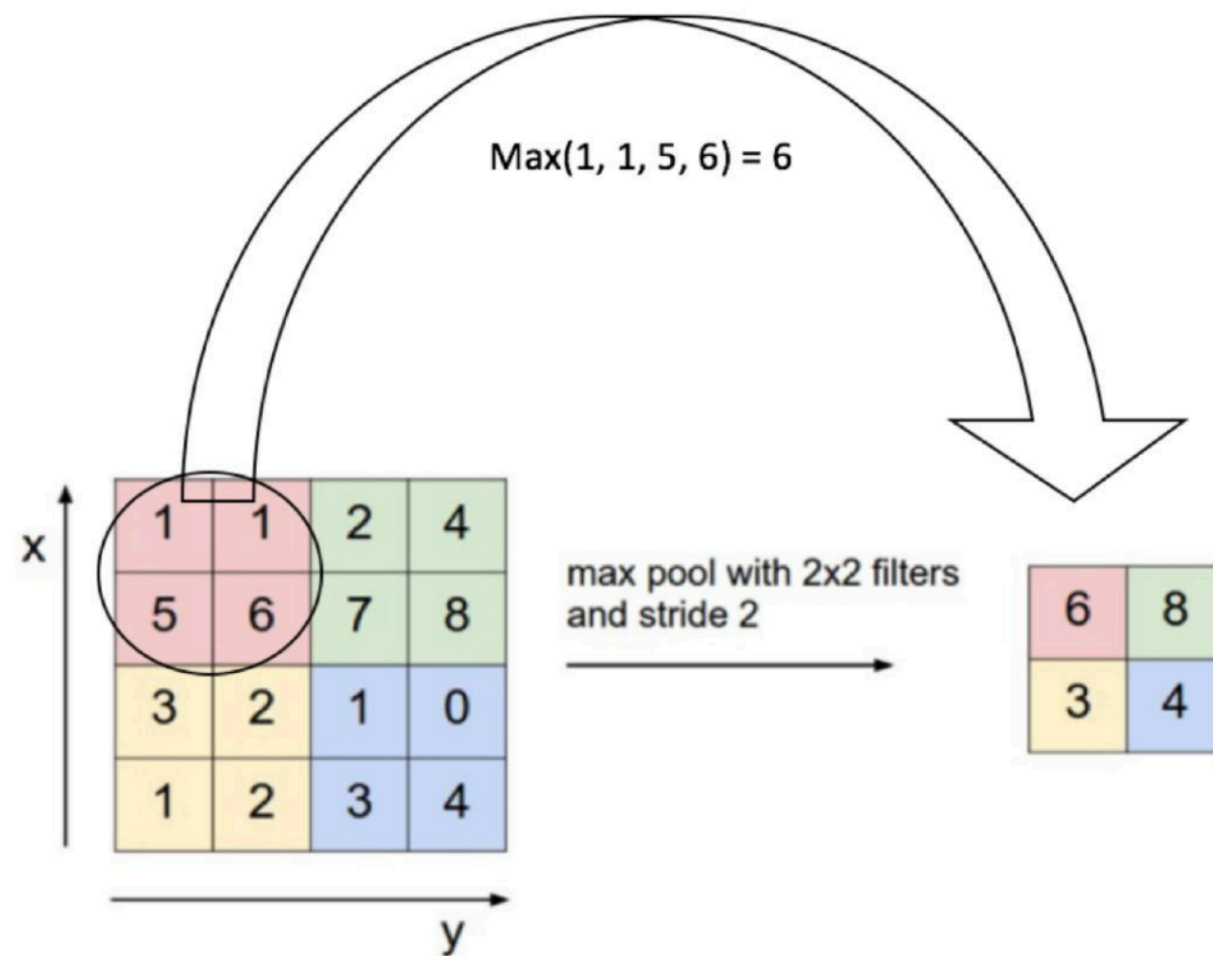 Max(1, 1, 5, 6) = 6
x
1 1 2 4
5 6 7 8
3 2 1 0
1 2 3 4
y
max pool with 2x2 filters
and stride 2
6 8
3 4